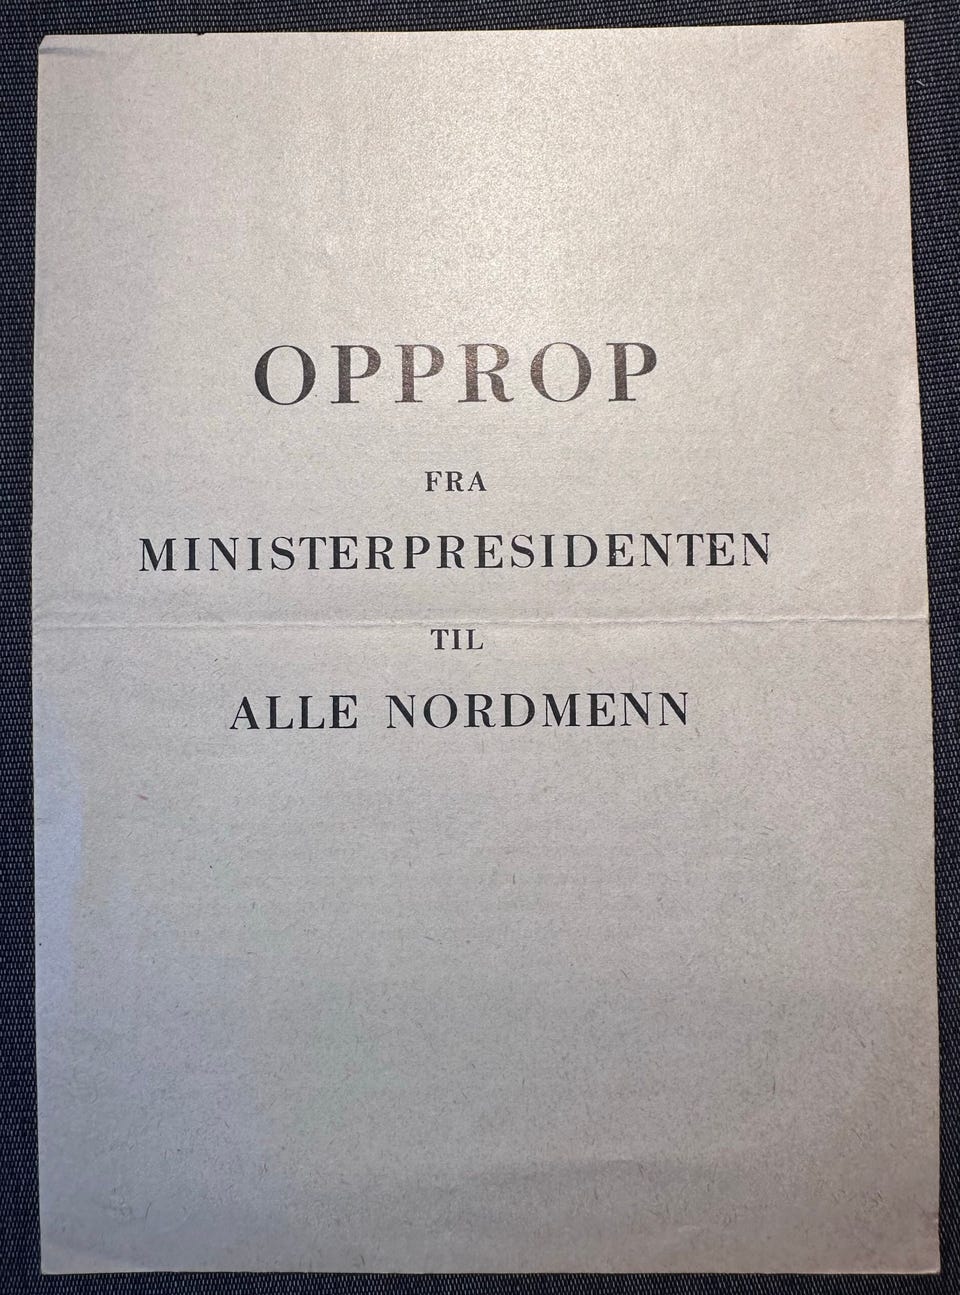 OPPROP
FRA
MINISTERPRESIDENTEN
TIL
ALLE NORDMENN